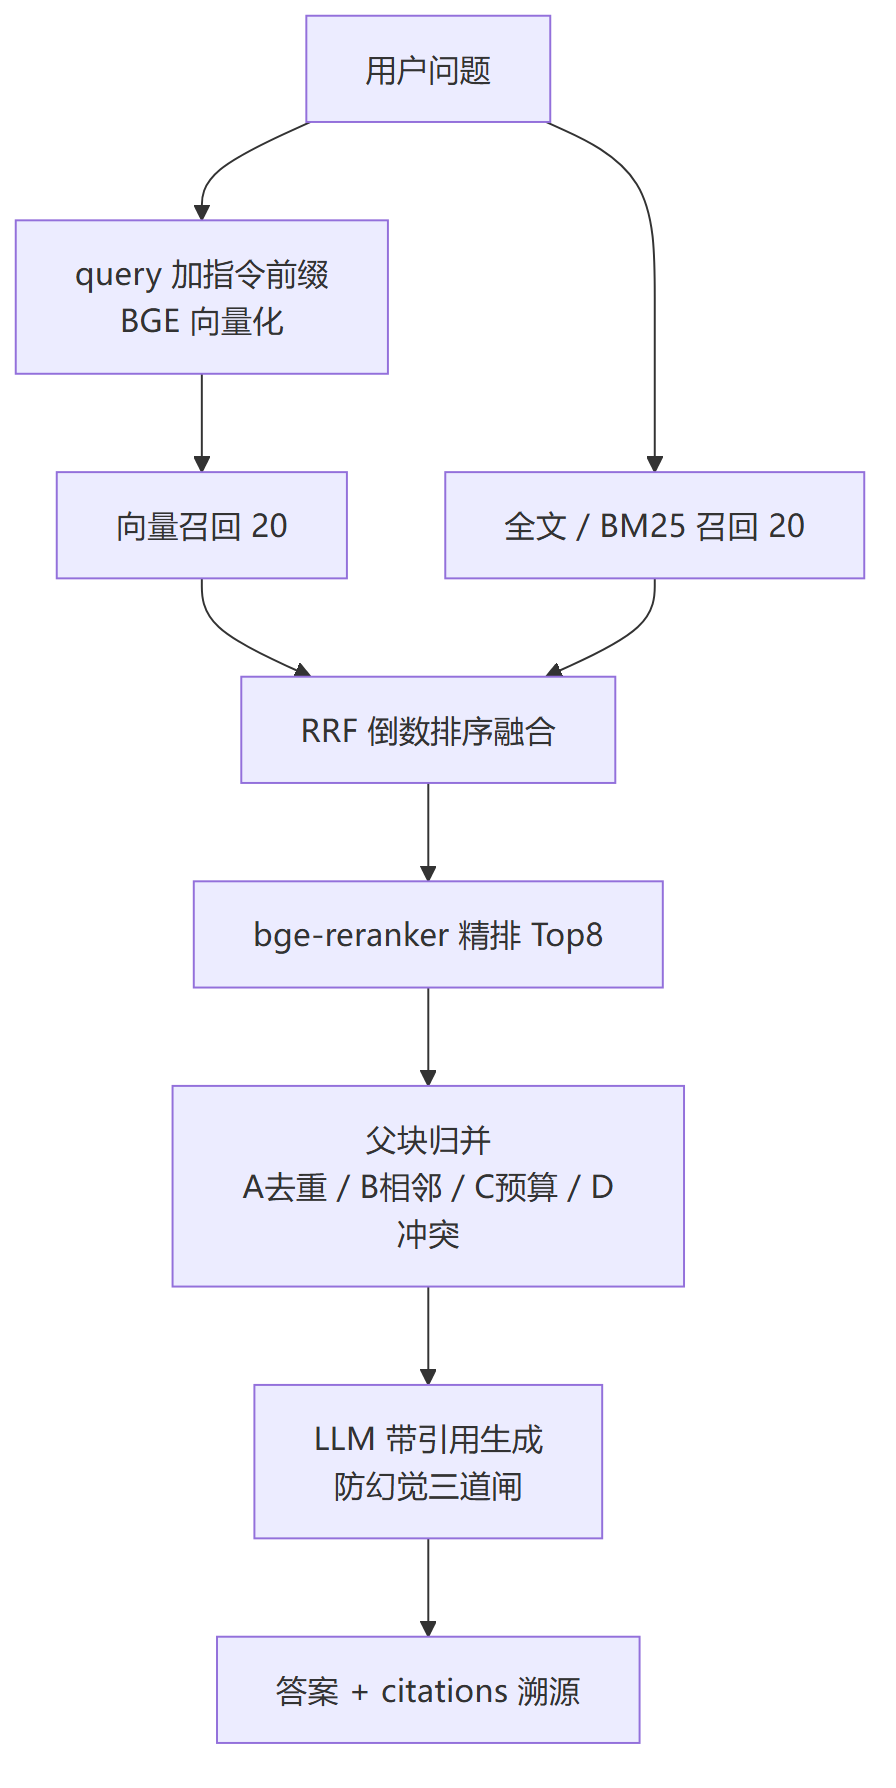 用户问题
query 加指令前缀
BGE 向量化
向量召回 20
全文 / BM25 召回 20
RRF 倒数排序融合
bge-reranker 精排 Top8
父块归并
A去重 / B相邻 / C预算 / D
冲突
LLM 带引用生成
防幻觉三道闸
答案 + citations 溯源